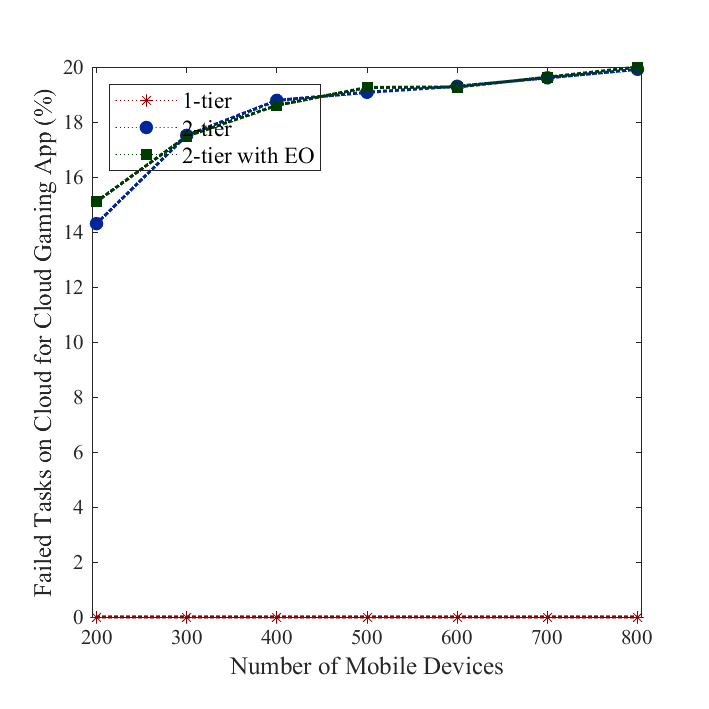 Failed Tasks on Cloud for Cloud Gaming App (%)
20
18
16
14
12
10
8
6
4
2
0
1-tier
2-tier
2-tier with EO
200 300 400 500 600 700 800
Number of Mobile Devices